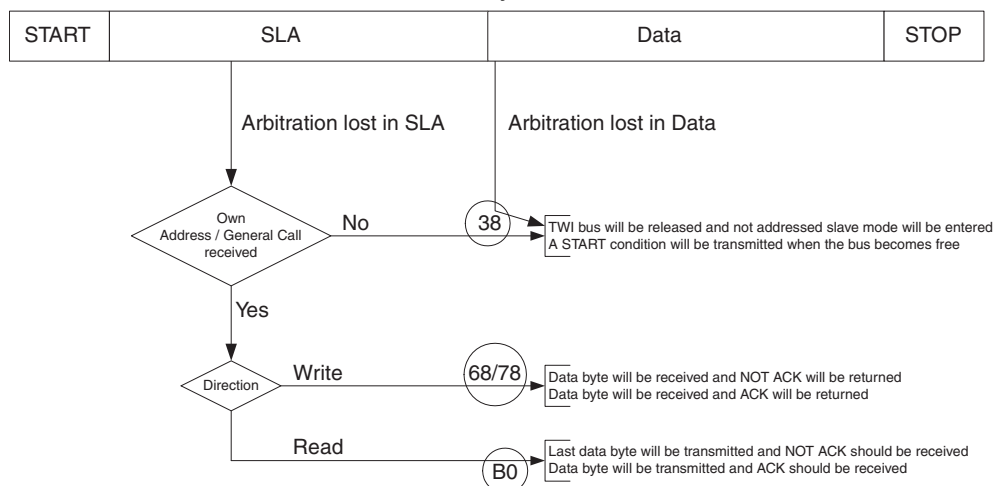 START SLA Data STOP
Arbitration lost in SLA Arbitration lost in Data
Own
Address / General Call
received
No
38
TWI bus will be released and not addressed slave mode will be entered
A START condition will be transmitted when the bus becomes free
Yes
Direction
Write
68/78
Data byte will be received and NOT ACK will be returned
Data byte will be received and ACK will be returned
Read
B0
Last data byte will be transmitted and NOT ACK should be received
Data byte will be transmitted and ACK should be received